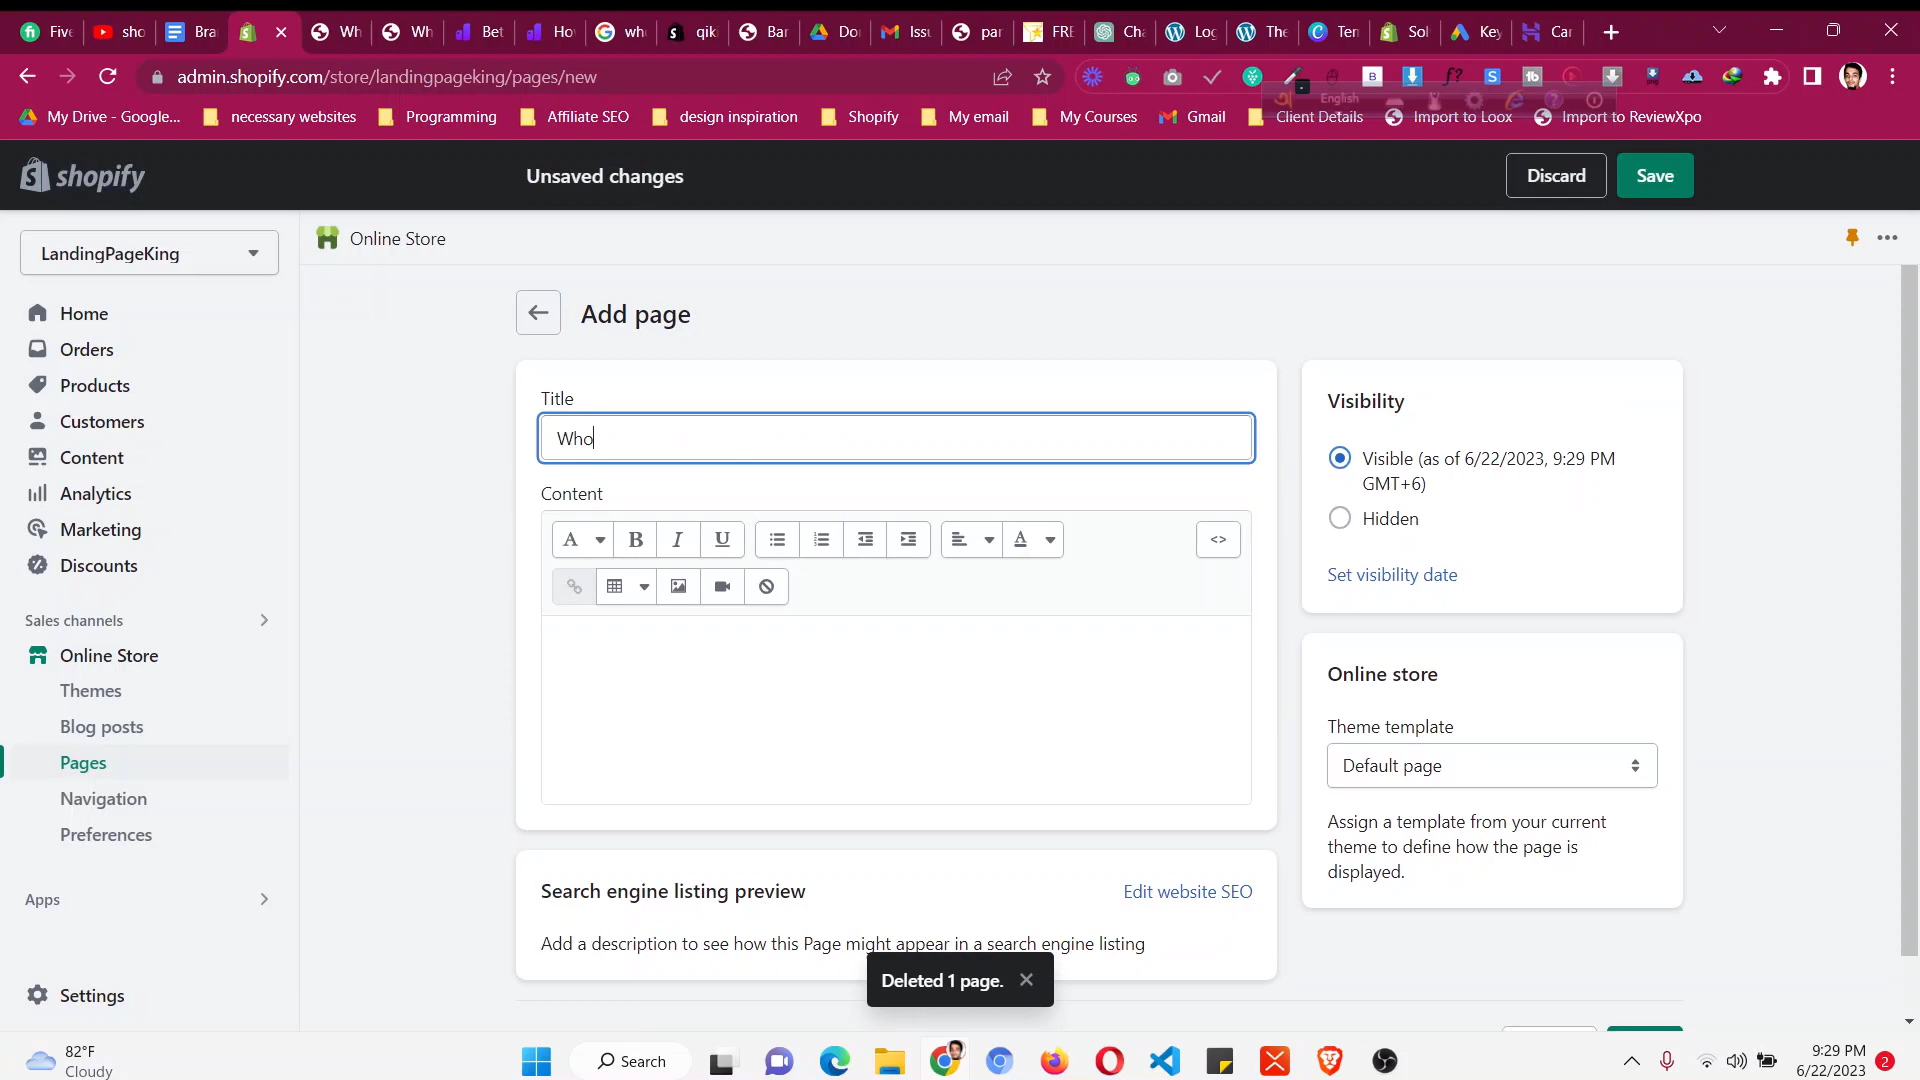 Five
sho
Bra
Wh
Wh
Bet
Ho
who
qik
Bar
Do
Issu
par
FRE
Cha
Log
The
Ter
Sol
Key
Car
admin.shopify.com/store/landingpageking/pages/new
English
My Drive - Google...
necessary websites
Programming
Affiliate SEO
design inspiration
Shopify
My email
My Courses
Gmail
Client Details
Import to Loox
Import to ReviewXpo
shopify
Unsaved changes
Discard
Save
LandingPageKing
Online Store
Home
Orders
Products
Customers
Content
Analytics
Marketing
Discounts
Sales channels
Online Store
Themes
Blog posts
Pages
Navigation
Preferences
Apps
Settings
Add page
Title
Who
Content
A
B
I
U
A
<>
Search engine listing preview
Edit website SEO
Add a description to see how this Page might appear in a search engine listing
Visibility
Visible (as of 6/22/2023, 9:29 PM
GMT+6)
Hidden
Set visibility date
Online store
Theme template
Default page
Assign a template from your current
theme to define how the page is
displayed.
Deleted 1 page.
82°F
Cloudy
Search
9:29 PM
6/22/2023
2